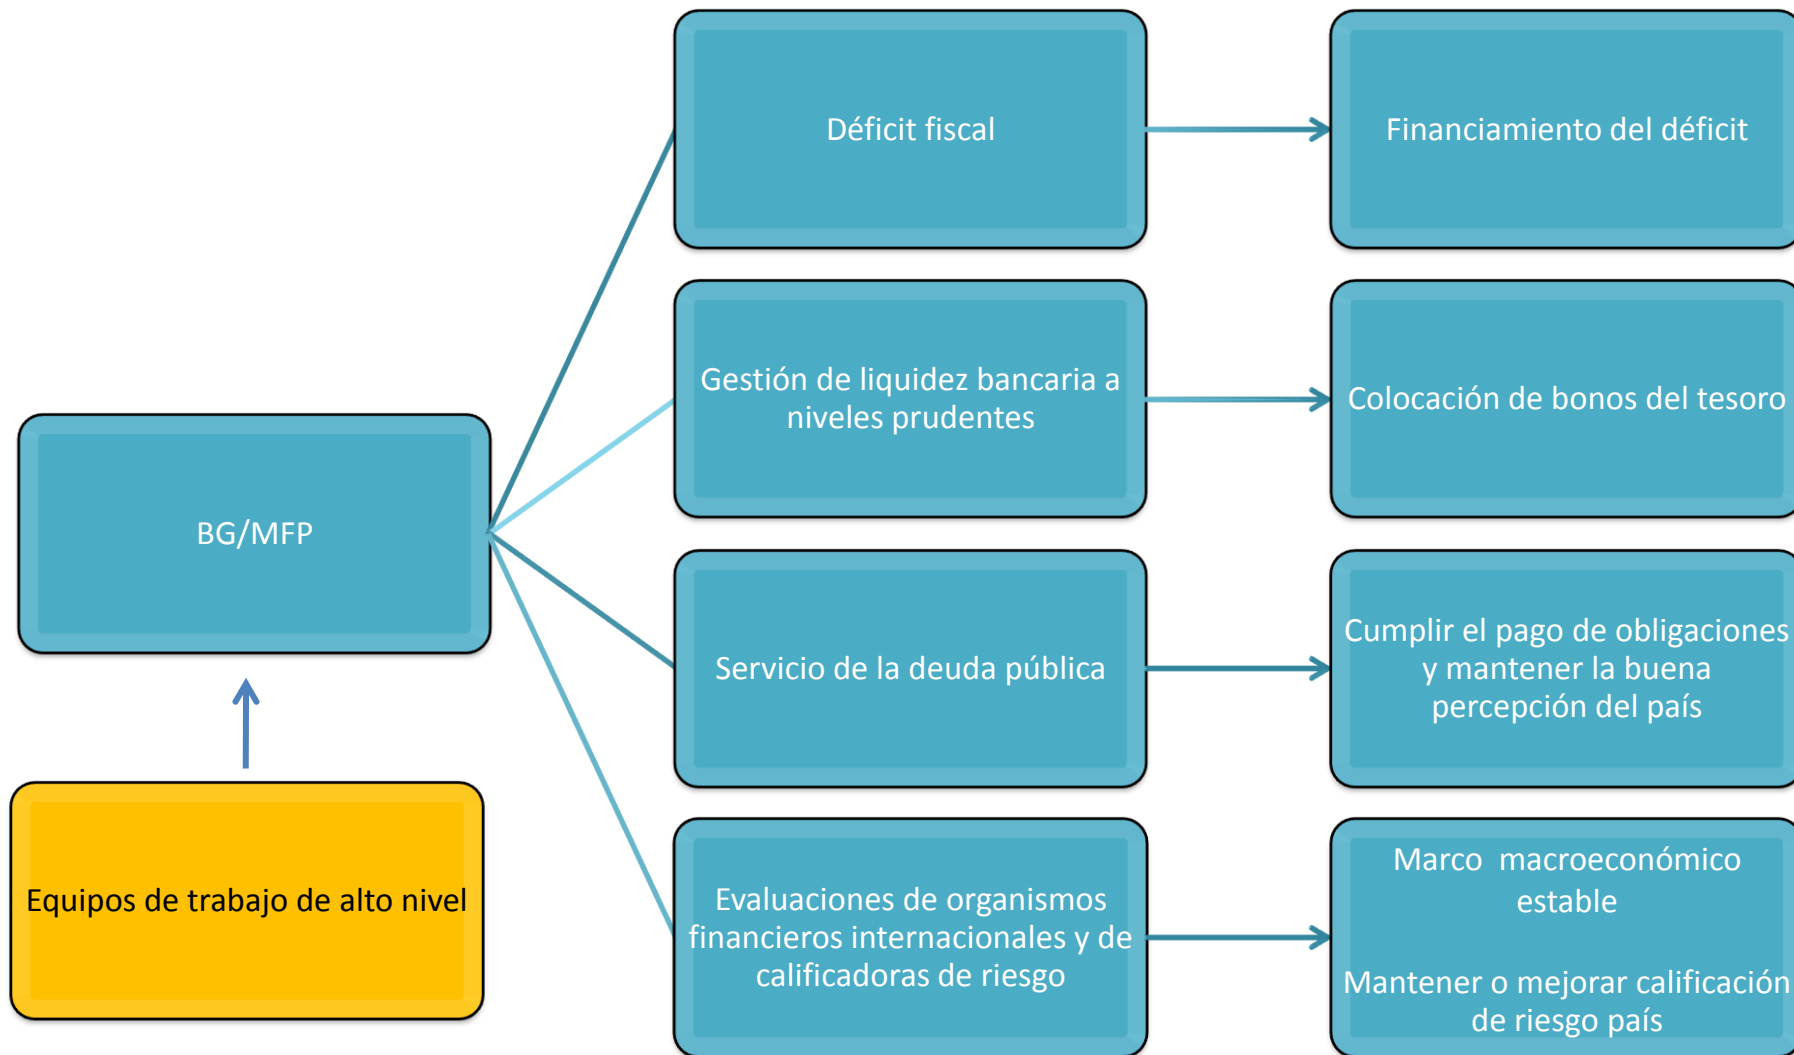 Déficit fiscal
Financiamiento del déficit
Gestión de liquidez bancaria a
niveles prudentes
Colocación de bonos del tesoro
BG/MFP
Servicio de la deuda pública
Cumplir el pago de obligaciones
y mantener la buena
percepción del país
Equipos de trabajo de alto nivel
Evaluaciones de organismos
financieros internacionales y de
calificadoras de riesgo
Marco  macroeconómico
estable
Mantener o mejorar calificación
de riesgo país